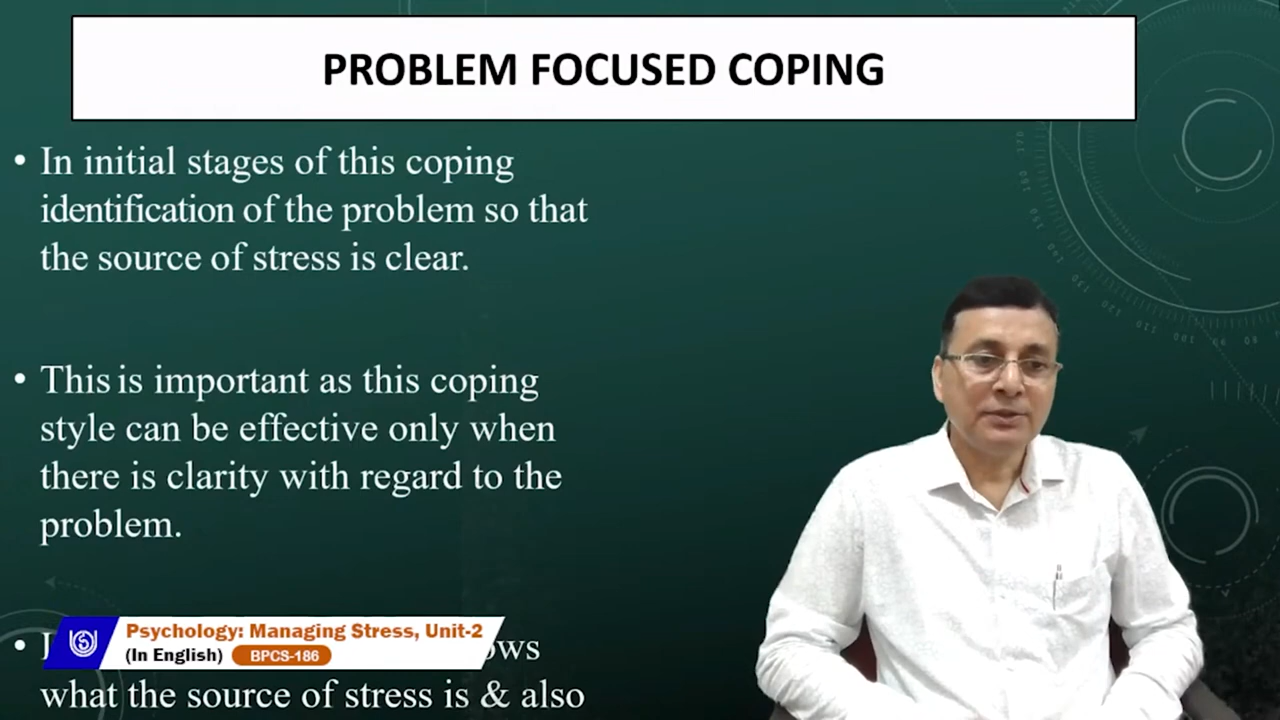 PROBLEM FOCUSED COPING
• In initial stages of this coping
identification of the problem so that
the source of stress is clear.
• This is important as this coping
style can be effective only when
there is clarity with regard to the
problem.
•
what the source of stress is & also
Psychology: Managing Stress, Unit-2
(In English) BPCS-186